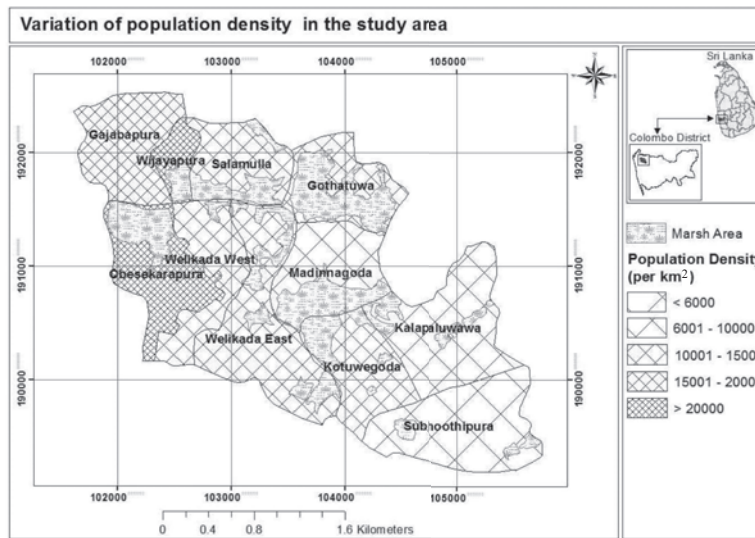 Variation of population density in the study area
102000 103000 104000 105000
192000
191000
190000
192000
191000
190000
102000 103000 104000 105000
Gajabapura
Wijayapura
Salamulla
Gothatuwa
Obesekarapura
Welikada West
Madinnagoda
Welikada East
Kalapaluwawa
Kotuwegoda
Subhoothipura
0 0.4 0.8 1.6 Kilometers
Sri Lanka
Colombo District
Marsh Area
Population Density
(per km²)
< 6000
6001 - 10000
10001 - 1500
15001 - 2000
> 20000